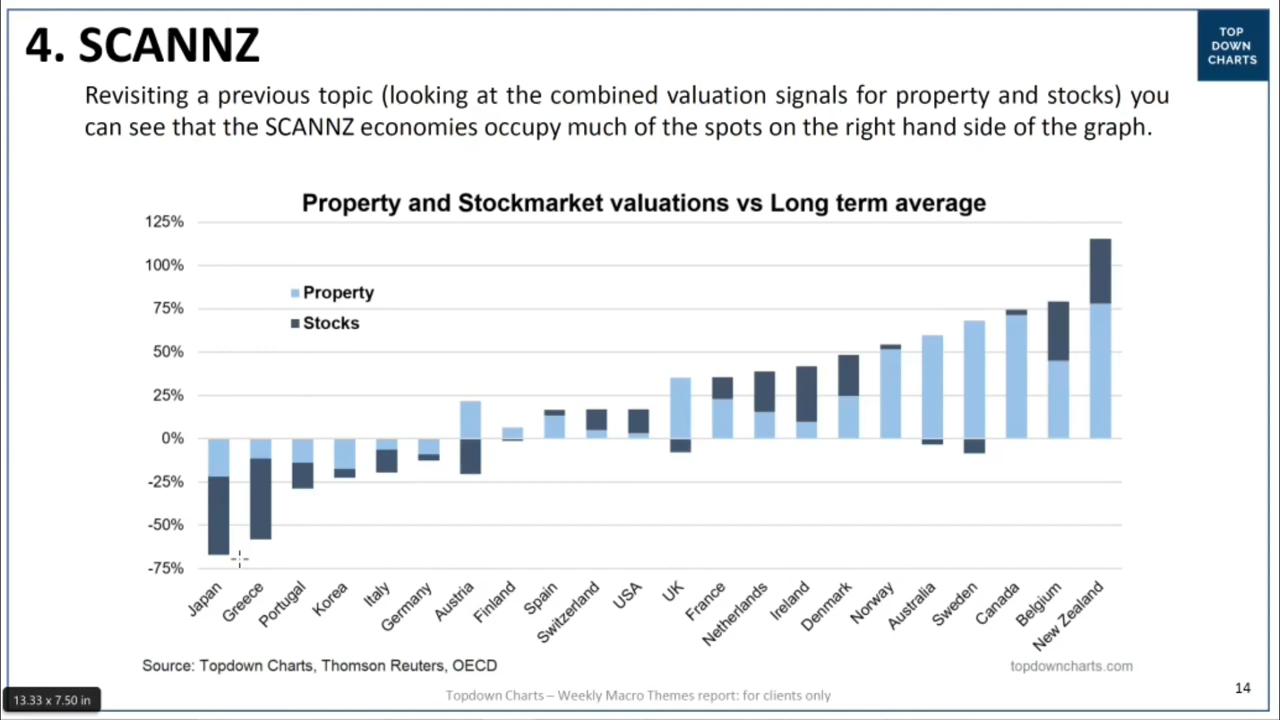 4. SCANNZ
TOP
DOWN
CHARTS
Revisiting a previous topic (looking at the combined valuation signals for property and stocks) you
can see that the SCANNZ economies occupy much of the spots on the right hand side of the graph.
Property and Stockmarket valuations vs Long term average
125%
100%
75%
50%
25%
0%
-25%
-50%
-75%
Property
Stocks
Japan
Greece
Portugal
Korea
Italy
Germany
Austria
Finland
Spain
Switzerland
USA
UK
France
Netherlands
Ireland
Denmark
Norway
Australia
Sweden
Canada
Belgium
New Zealand
Source: Topdown Charts, Thomson Reuters, OECD
topdowncharts.com
Topdown Charts – Weekly Macro Themes report: for clients only
14
13.33 x 7.50 in